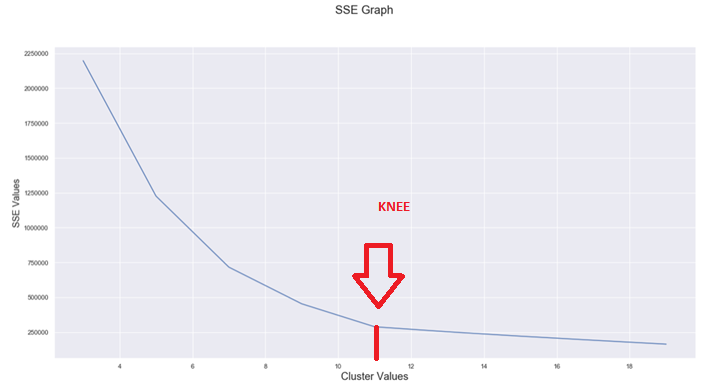 SSE Graph
2250000
2000000
1750000
1500000
1250000
1000000
750000
500000
250000
SSE Values
KNEE
4 6 8 10 12 14 16 18
Cluster Values